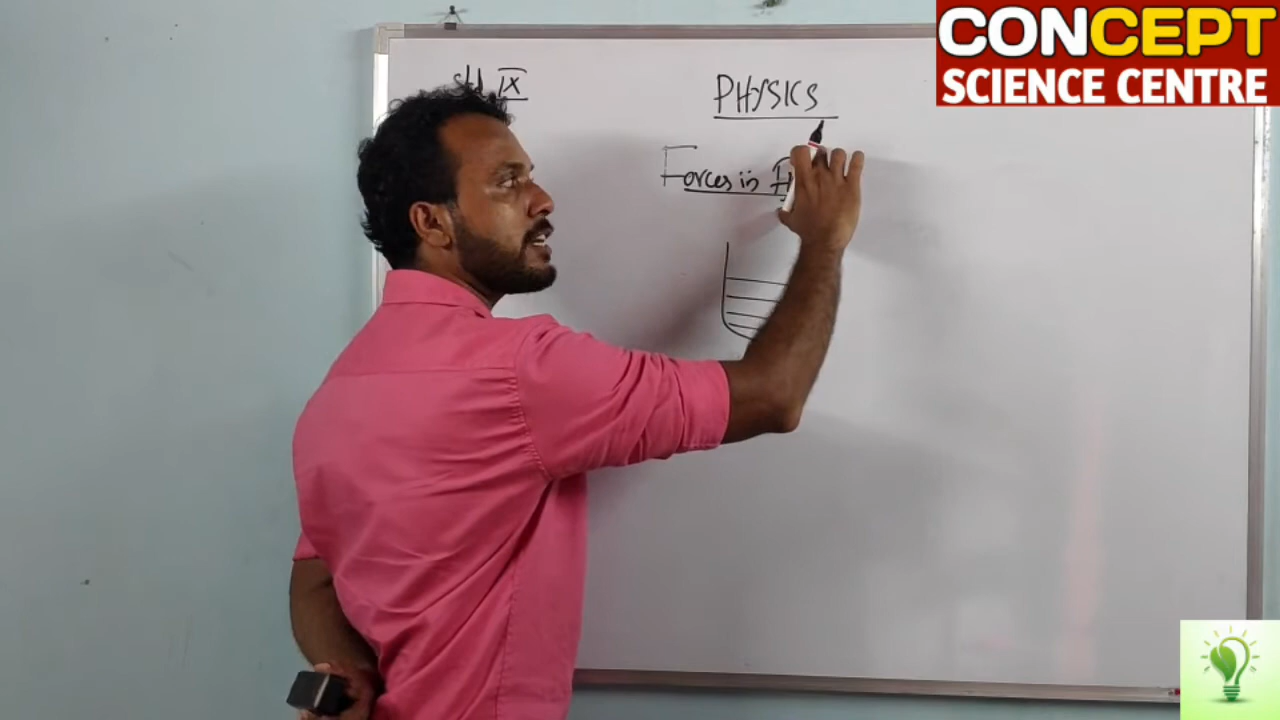 CONCEPT
SCIENCE CENTRE
Std IX
PHYSICS
Forces in